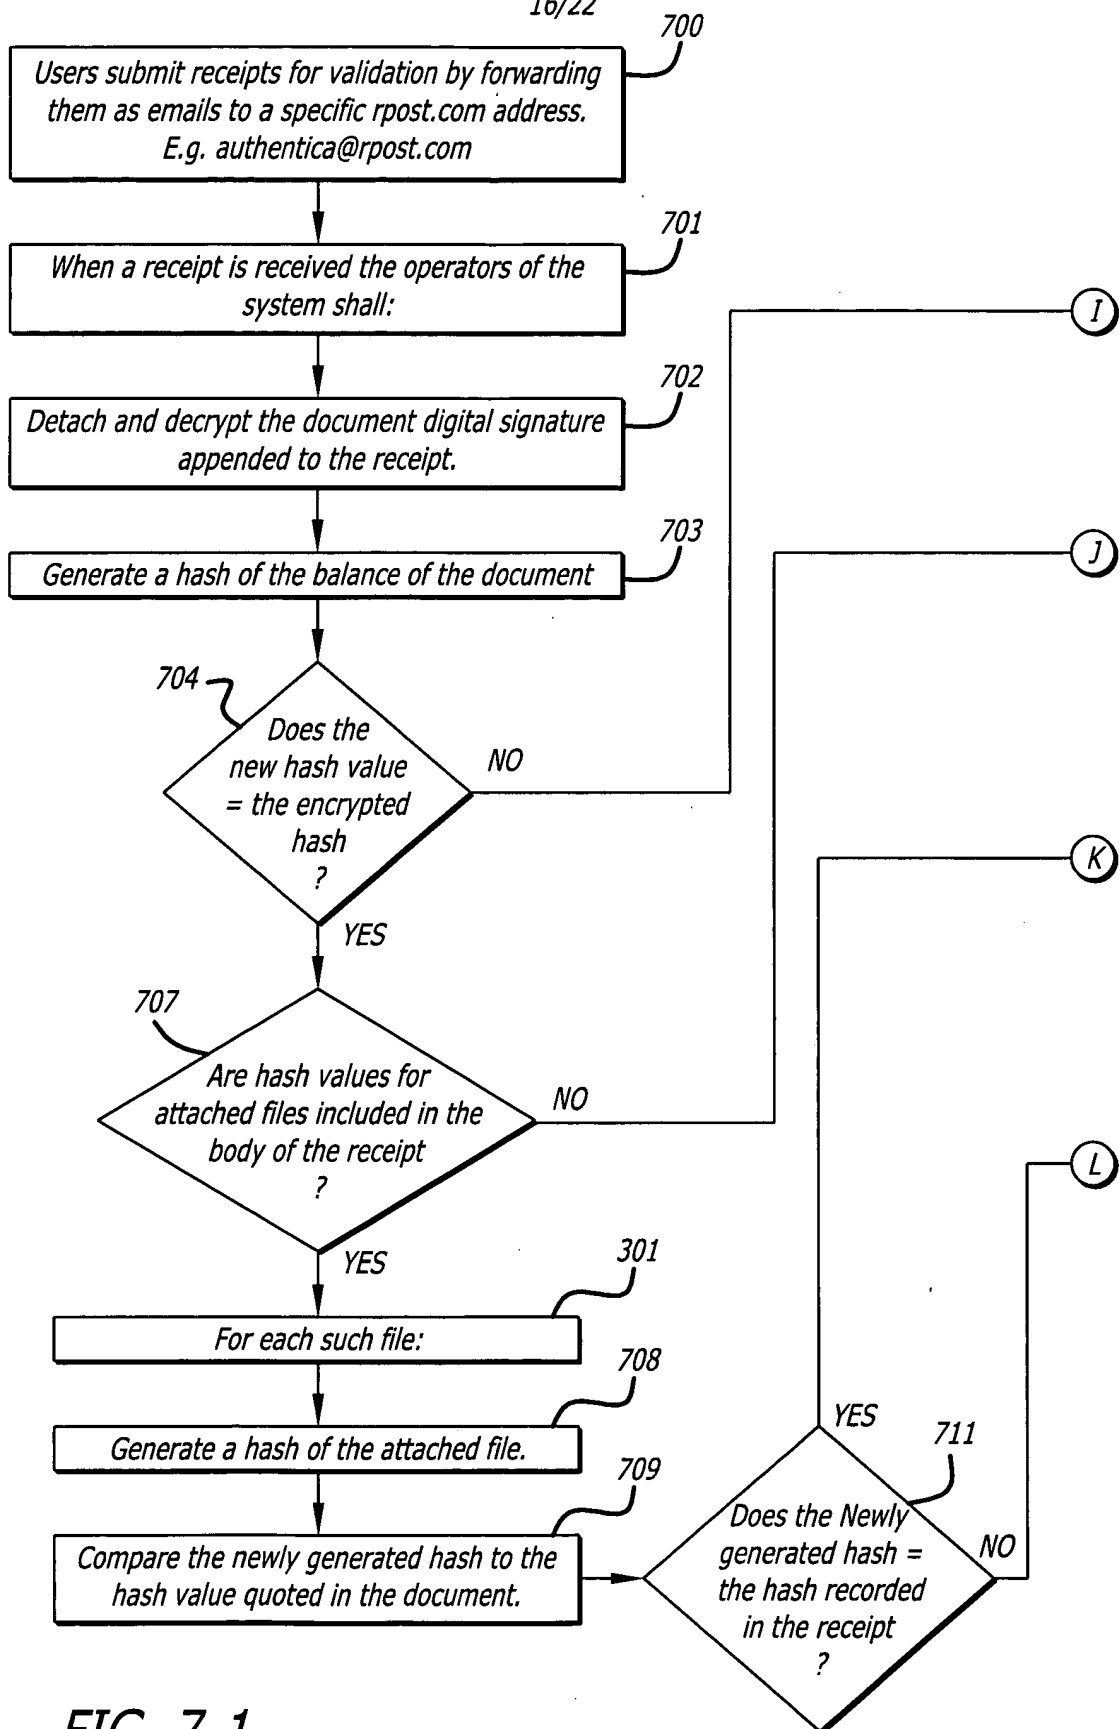 16/22
700
Users submit receipts for validation by forwarding
them as emails to a specific rpost.com address.
E.g. authentica@rpost.com
701
When a receipt is received the operators of the
system shall:
I
702
Detach and decrypt the document digital signature
appended to the receipt.
703
Generate a hash of the balance of the document
J
704
Does the
new hash value
= the encrypted
hash
?
NO
K
YES
707
Are hash values for
attached files included in the
body of the receipt
?
NO
L
YES
301
For each such file:
708
Generate a hash of the attached file.
709
Compare the newly generated hash to the
hash value quoted in the document.
YES
711
Does the Newly
generated hash =
the hash recorded
in the receipt
?
NO
FIG. 7-1